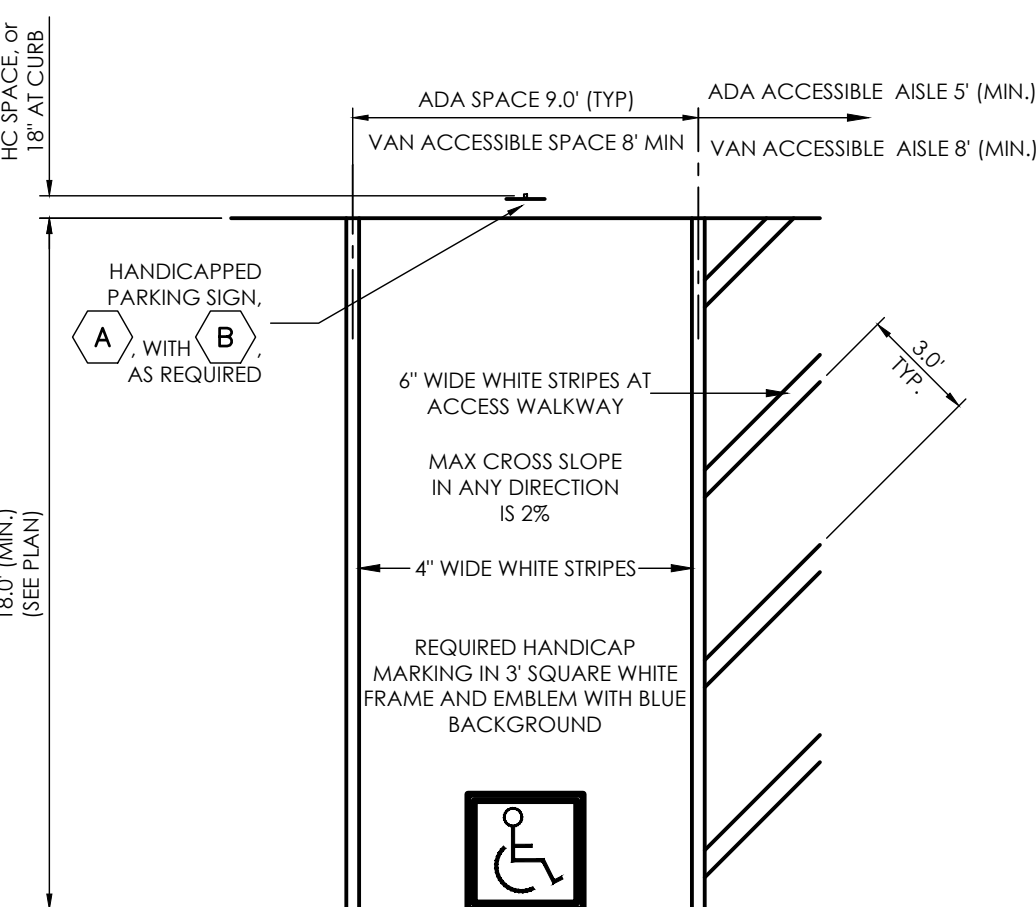 HC SPACE, or
18" AT CURB
ADA SPACE 9.0' (TYP)
VAN ACCESSIBLE SPACE 8' MIN
ADA ACCESSIBLE AISLE 5' (MIN.)
VAN ACCESSIBLE AISLE 8' (MIN.)
HANDICAPPED
PARKING SIGN,
A, WITH B,
AS REQUIRED
3.0'
TYP.
6" WIDE WHITE STRIPES AT
ACCESS WALKWAY
MAX CROSS SLOPE
IN ANY DIRECTION
IS 2%
4" WIDE WHITE STRIPES
18.0' (MIN.)
(SEE PLAN)
REQUIRED HANDICAP
MARKING IN 3' SQUARE WHITE
FRAME AND EMBLEM WITH BLUE
BACKGROUND